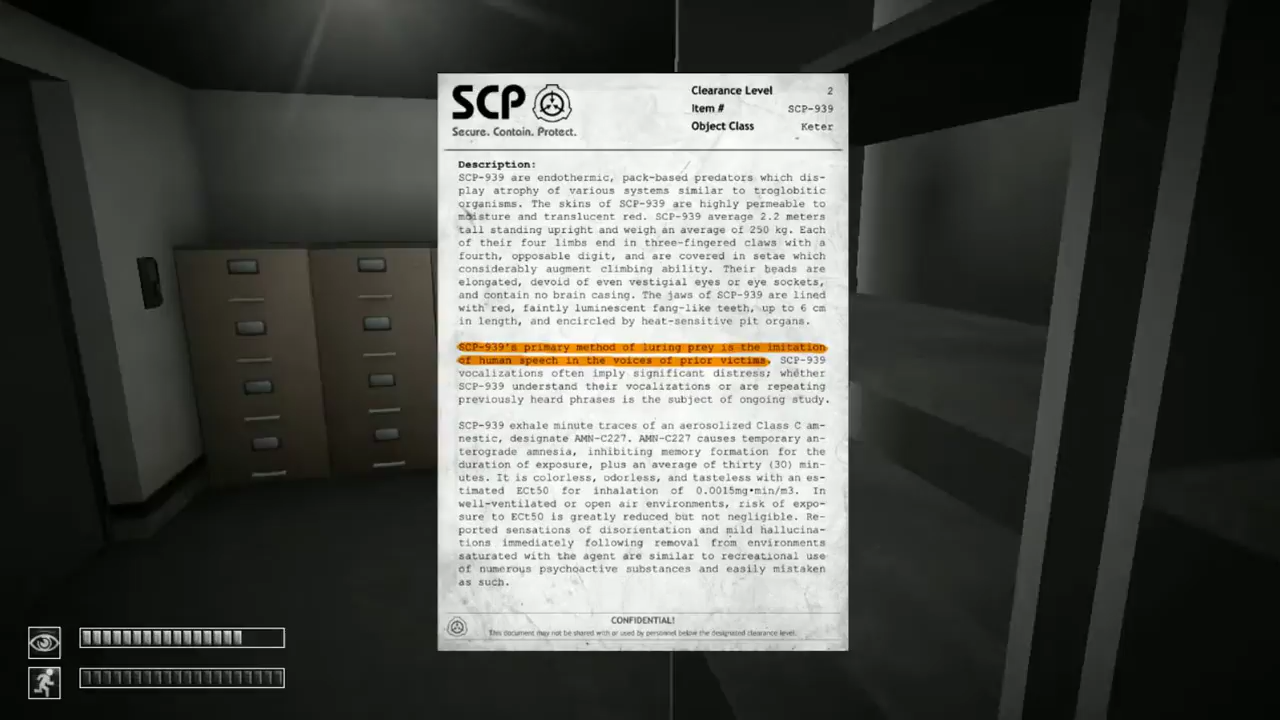 SCP
Secure. Contain. Protect.
Clearance Level 2
Item # SCP-939
Object Class Keter
Description:
SCP-939 are endothermic, pack-based predators which dis-
play atrophy of various systems similar to troglobitic
organisms. The skins of SCP-939 are highly permeable to
moisture and translucent red. SCP-939 average 2.2 meters
tall standing upright and weigh an average of 250 kg. Each
of their four limbs end in three-fingered claws with a
fourth, opposable digit, and are covered in setae which
considerably augment climbing ability. Their heads are
elongated, devoid of even vestigial eyes or eye sockets,
and contain no brain casing. The jaws of SCP-939 are lined
with red, faintly luminescent fang-like teeth, up to 6 cm
in length, and encircled by heat-sensitive pit organs.
SCP-939's primary method of luring prey is the imitation
of human speech in the voices of prior victims. SCP-939
vocalizations often imply significant distress; whether
SCP-939 understand their vocalizations or are repeating
previously heard phrases is the subject of ongoing study.
SCP-939 exhale minute traces of an aerosolized Class C am-
nestic, designate AMN-C227. AMN-C227 causes temporary an-
terograde amnesia, inhibiting memory formation for the
duration of exposure, plus an average of thirty (30) min-
utes. It is colorless, odorless, and tasteless with an es-
timated ECt50 for inhalation of 0.0015mg•min/m3. In
well-ventilated or open air environments, risk of expo-
sure to ECt50 is greatly reduced but not negligible. Re-
ported sensations of disorientation and mild hallucina-
tions immediately following removal from environments
saturated with the agent are similar to recreational use
of numerous psychoactive substances and easily mistaken
as such.
CONFIDENTIAL!
This document may not be shared with or used by personnel below the designated clearance level.